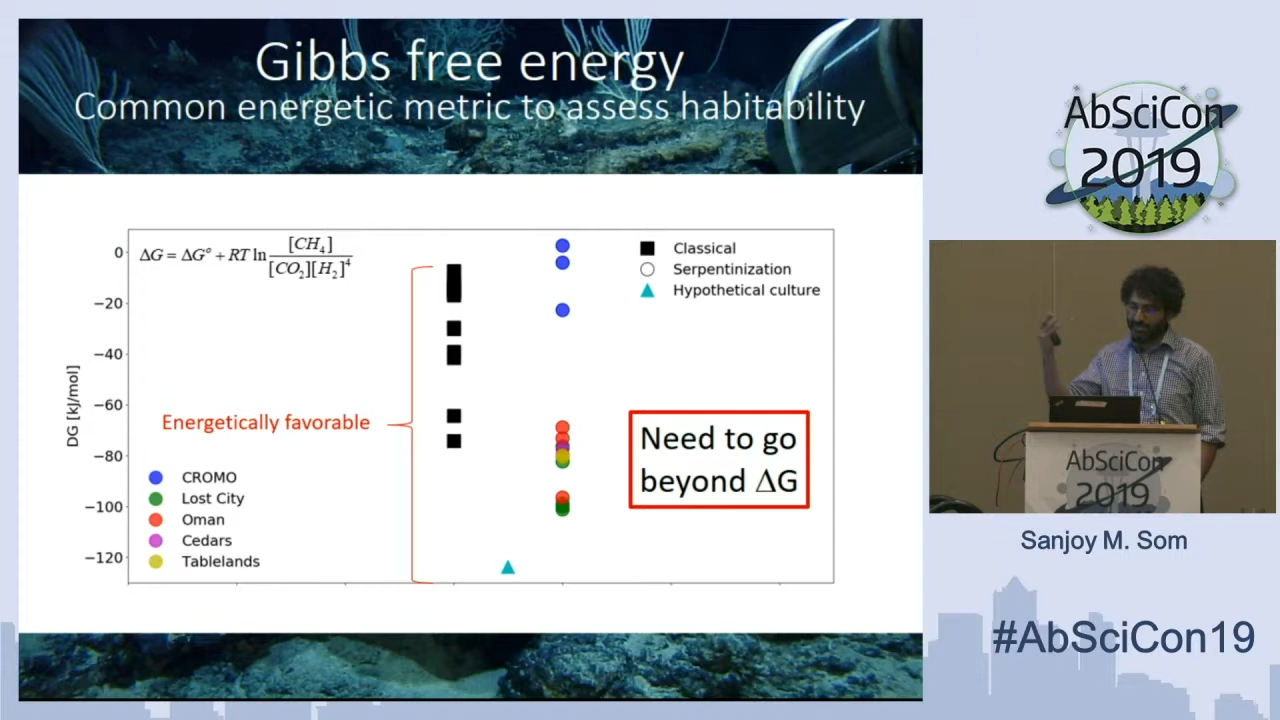 Gibbs free energy
Common energetic metric to assess habitability
ΔG = ΔG° + RT ln [CH₄] / [CO₂][H₂]⁴
Classical
Serpentinization
Hypothetical culture
0
−20
−40
−60
−80
−100
−120
DG [kJ/mol]
Energetically favorable
Need to go
beyond ΔG
CROMO
Lost City
Oman
Cedars
Tablelands
AbSciCon
2019
AbSciCon
2019
Sanjoy M. Som
#AbSciCon19